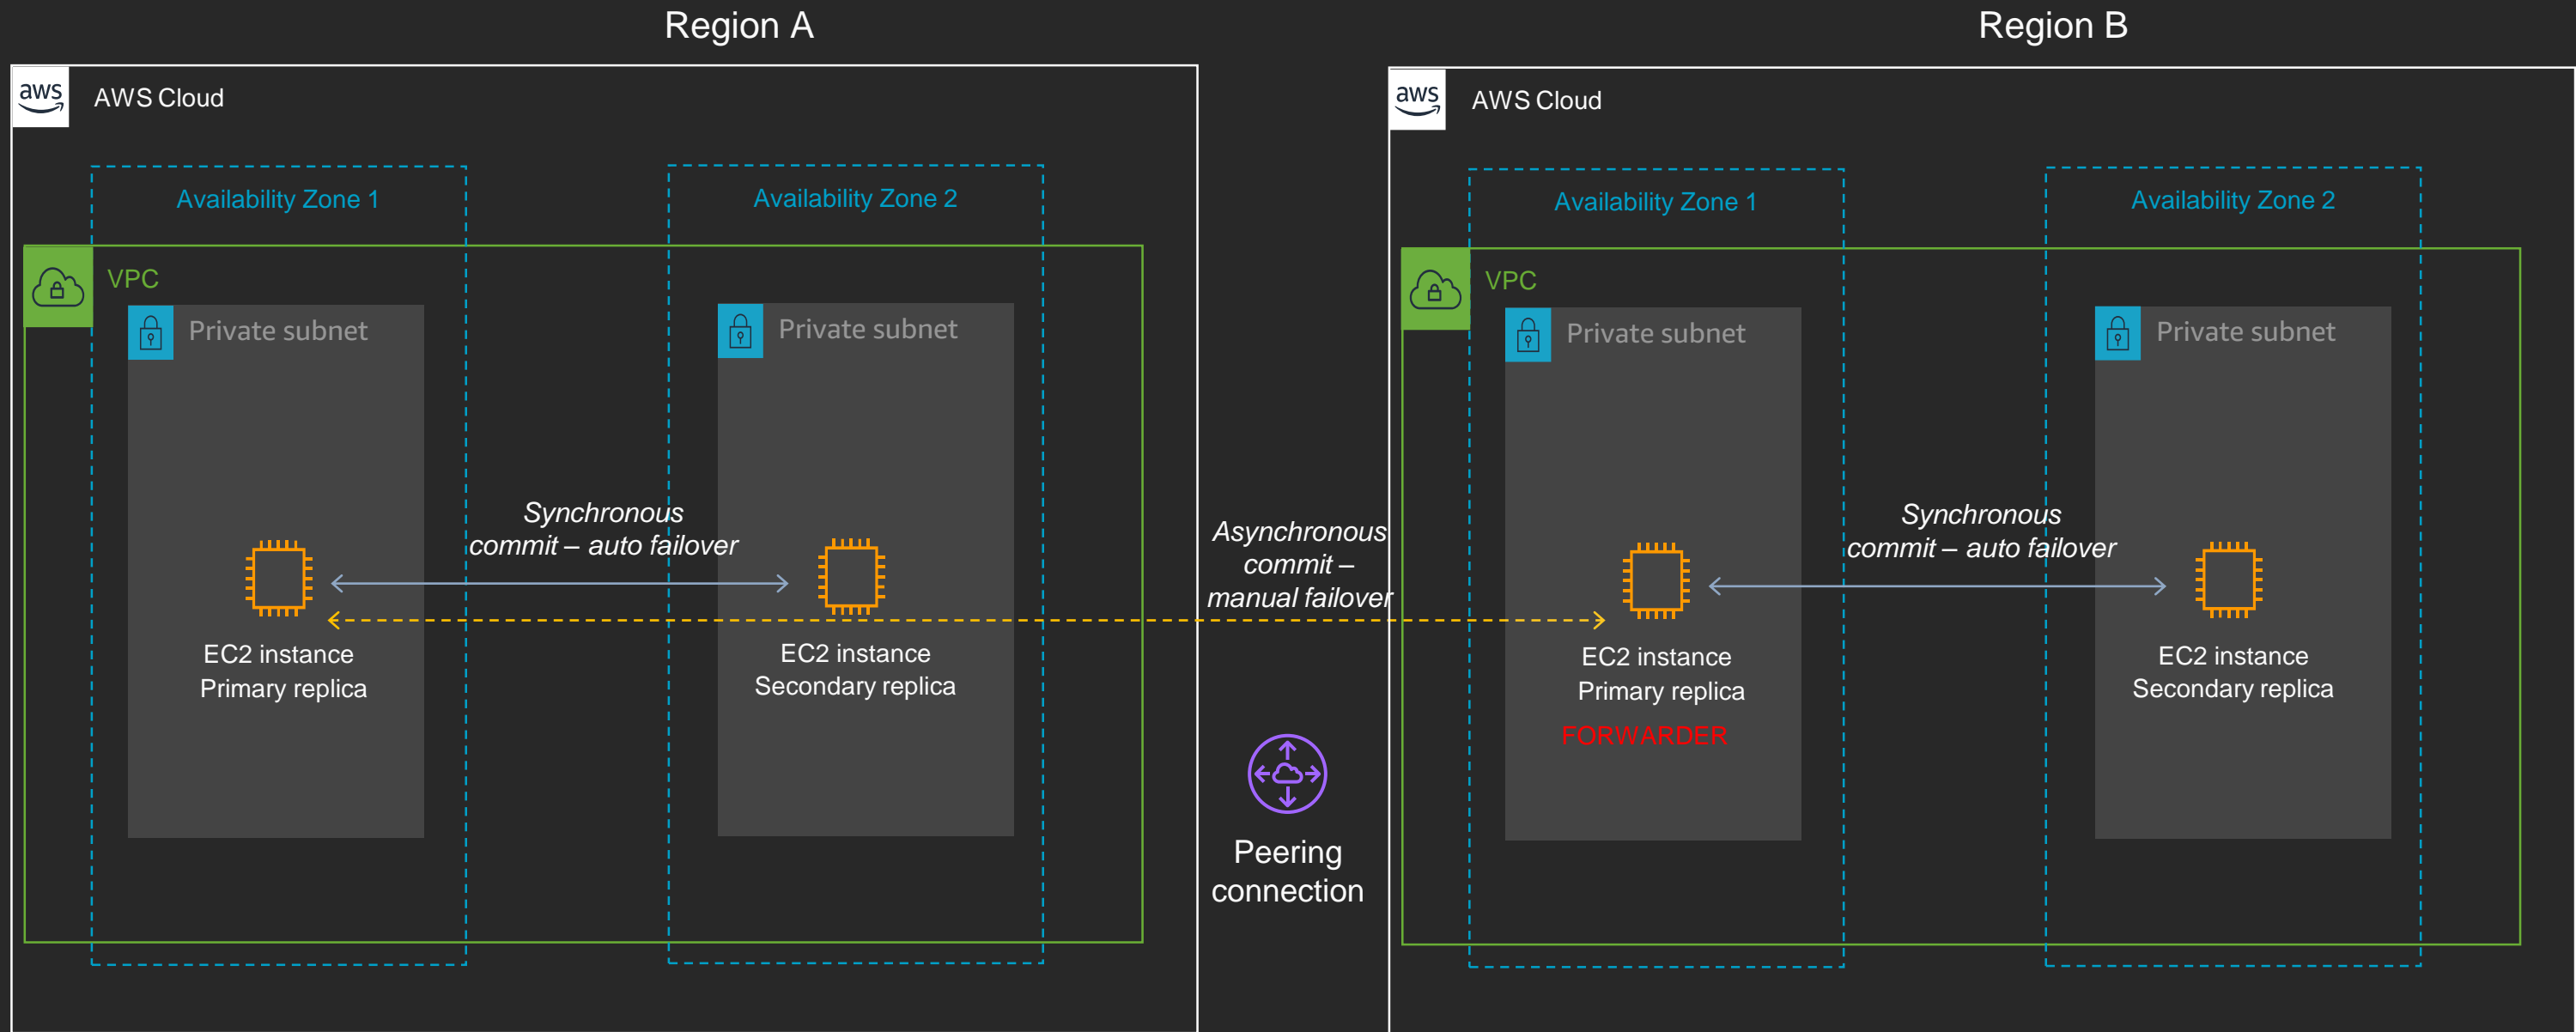 Region A
Region B
aws
AWS Cloud
aws
AWS Cloud
Availability Zone 1
Availability Zone 2
Availability Zone 1
Availability Zone 2
VPC
VPC
Private subnet
Private subnet
Private subnet
Private subnet
Synchronous
commit – auto failover
Asynchronous
commit –
manual failover
Synchronous
commit – auto failover
EC2 instance
Primary replica
EC2 instance
Secondary replica
EC2 instance
Primary replica
FORWARDER
EC2 instance
Secondary replica
Peering
connection